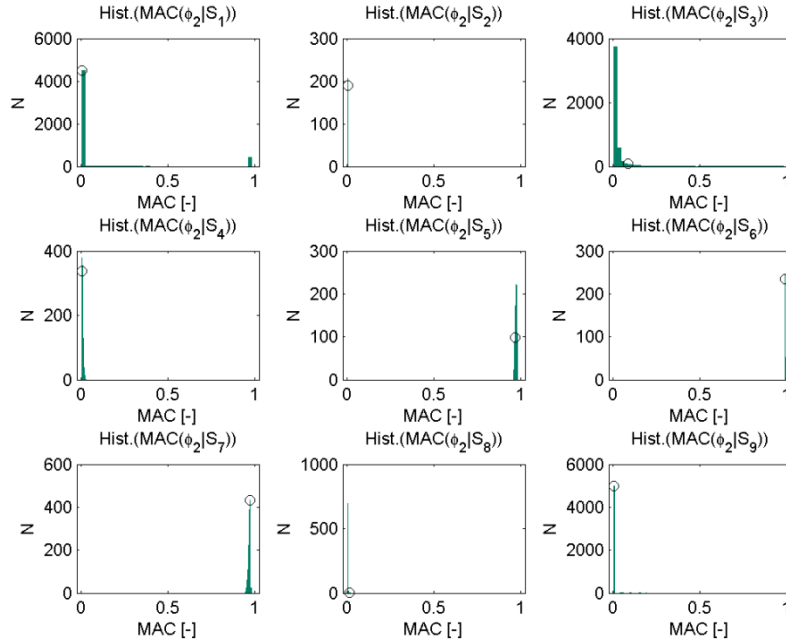 Hist.(MAC(ϕ₂|S₁))
6000
4000
2000
0
N
0 0.5 1
MAC [-]
Hist.(MAC(ϕ₂|S₂))
300
200
100
0
N
0 0.5 1
MAC [-]
Hist.(MAC(ϕ₂|S₃))
4000
2000
0
N
0 0.5 1
MAC [-]
Hist.(MAC(ϕ₂|S₄))
400
200
0
N
0 0.5 1
MAC [-]
Hist.(MAC(ϕ₂|S₅))
300
200
100
0
N
0 0.5 1
MAC [-]
Hist.(MAC(ϕ₂|S₆))
300
200
100
0
N
0 0.5 1
MAC [-]
Hist.(MAC(ϕ₂|S₇))
600
400
200
0
N
0 0.5 1
MAC [-]
Hist.(MAC(ϕ₂|S₈))
1000
500
0
N
0 0.5 1
MAC [-]
Hist.(MAC(ϕ₂|S₉))
6000
4000
2000
0
N
0 0.5 1
MAC [-]